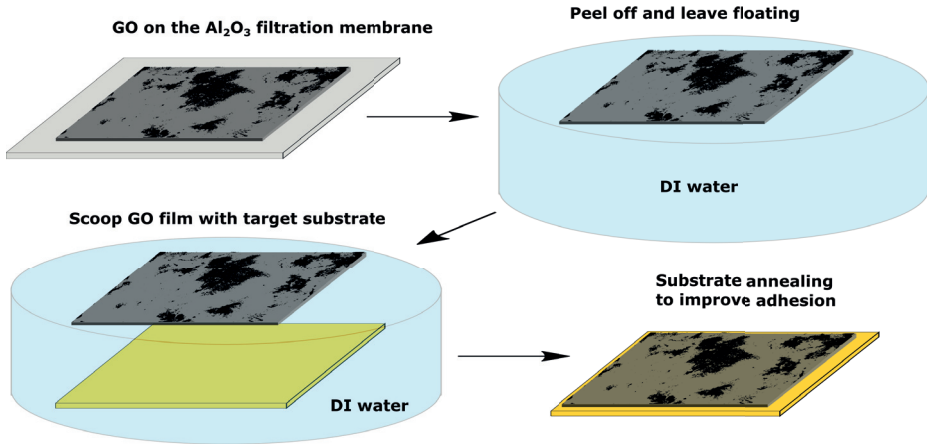 GO on the Al₂O₃ filtration membrane
Peel off and leave floating
DI water
Scoop GO film with target substrate
DI water
Substrate annealing
to improve adhesion